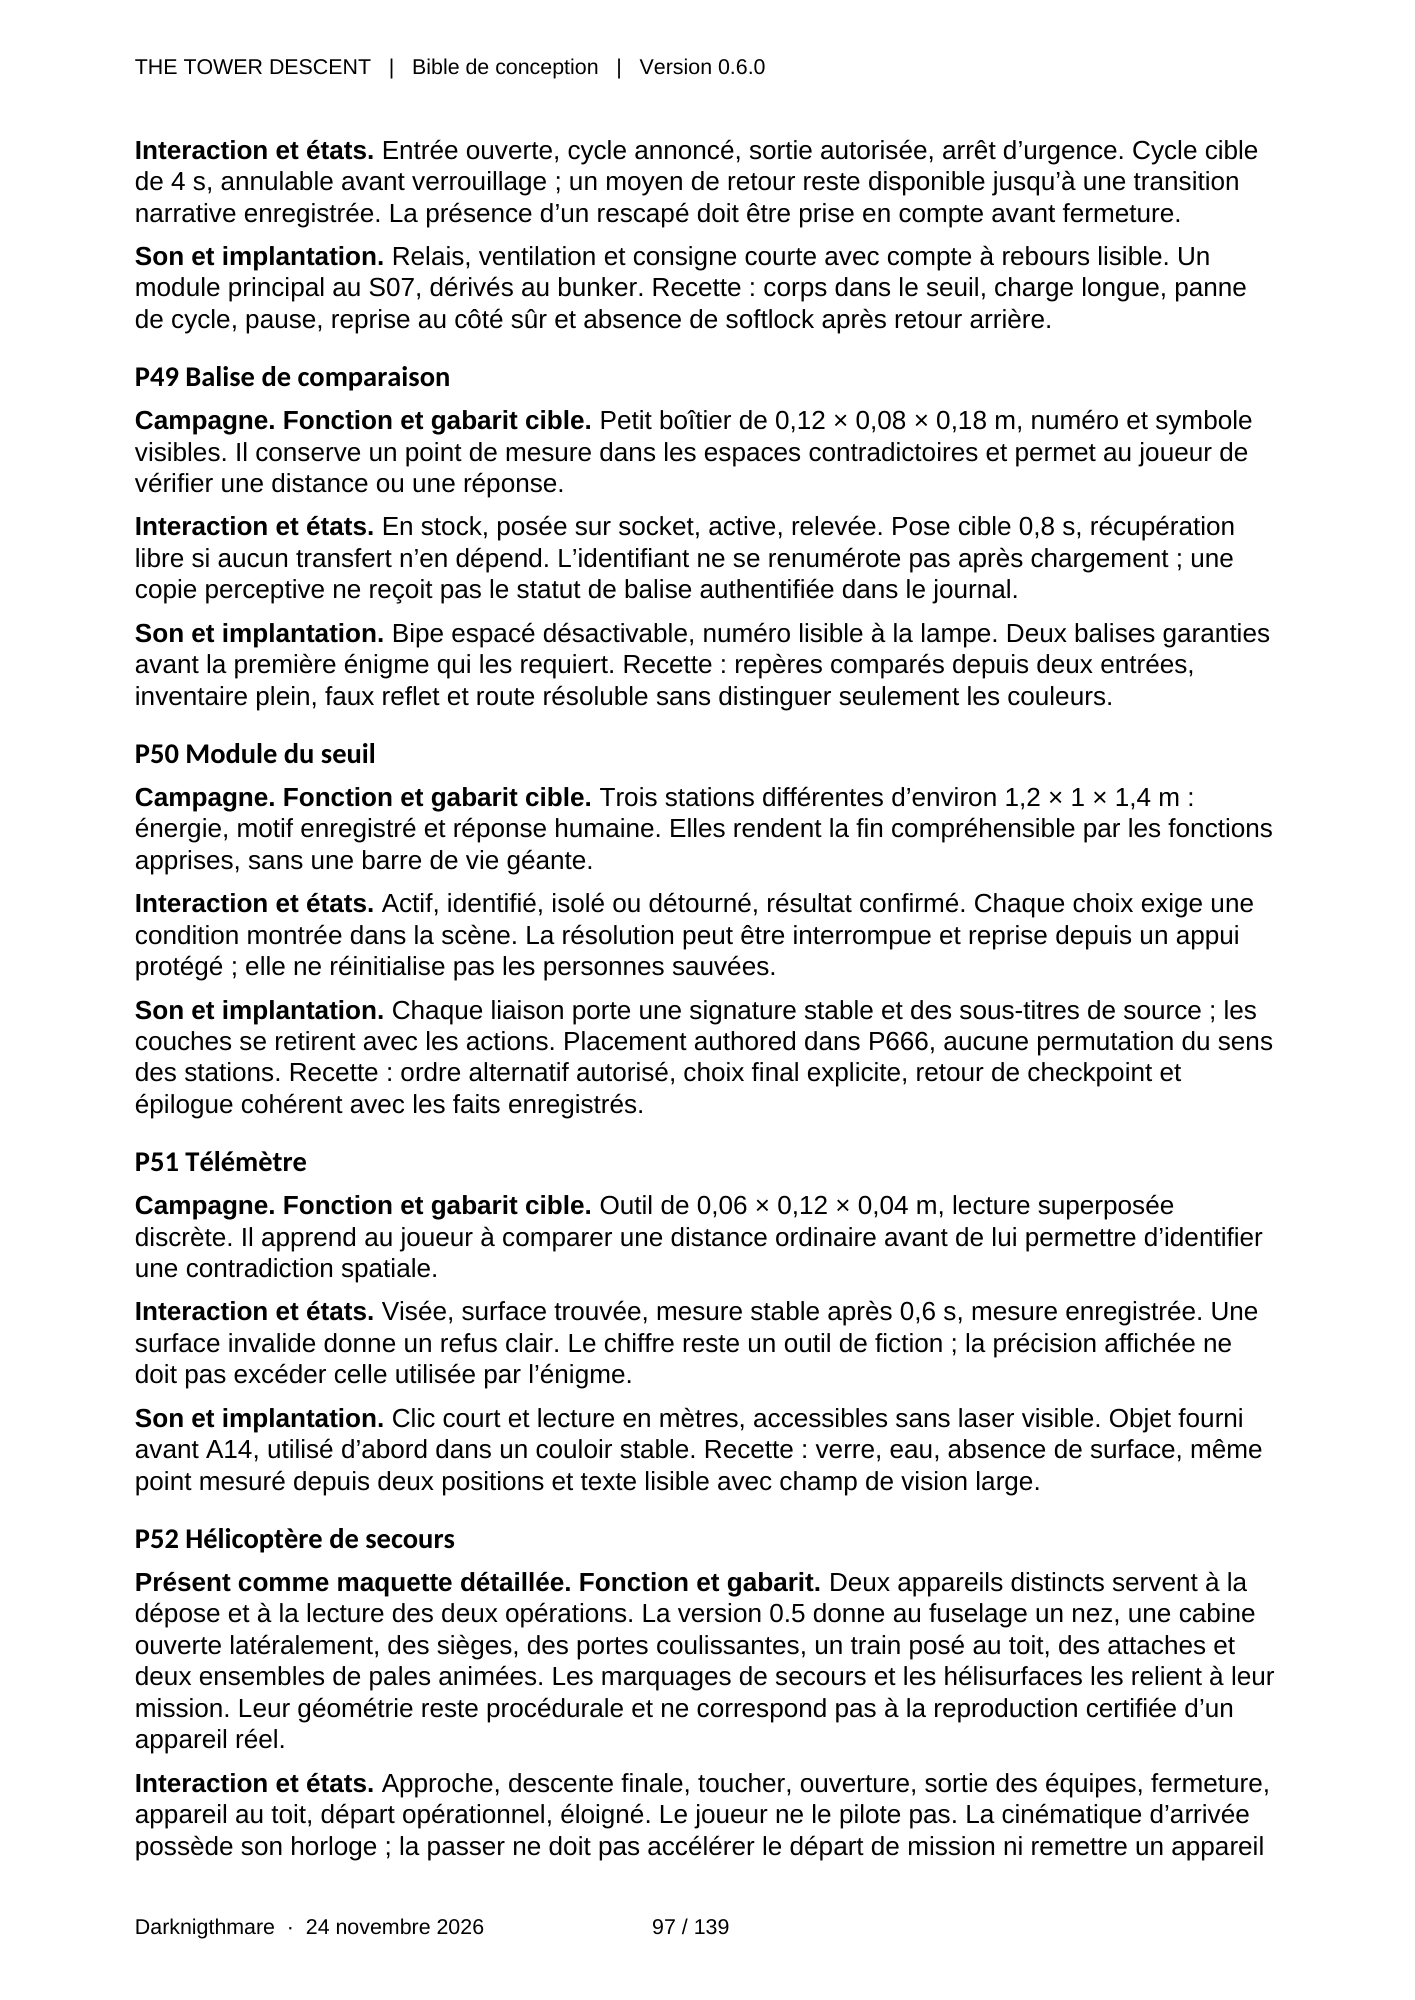 THE TOWER DESCENT | Bible de conception | Version 0.6.0
Interaction et états. Entrée ouverte, cycle annoncé, sortie autorisée, arrêt d’urgence. Cycle cible
de 4 s, annulable avant verrouillage ; un moyen de retour reste disponible jusqu’à une transition
narrative enregistrée. La présence d’un rescapé doit être prise en compte avant fermeture.
Son et implantation. Relais, ventilation et consigne courte avec compte à rebours lisible. Un
module principal au S07, dérivés au bunker. Recette : corps dans le seuil, charge longue, panne
de cycle, pause, reprise au côté sûr et absence de softlock après retour arrière.
P49 Balise de comparaison
Campagne. Fonction et gabarit cible. Petit boîtier de 0,12 × 0,08 × 0,18 m, numéro et symbole
visibles. Il conserve un point de mesure dans les espaces contradictoires et permet au joueur de
vérifier une distance ou une réponse.
Interaction et états. En stock, posée sur socket, active, relevée. Pose cible 0,8 s, récupération
libre si aucun transfert n’en dépend. L’identifiant ne se renumérote pas après chargement ; une
copie perceptive ne reçoit pas le statut de balise authentifiée dans le journal.
Son et implantation. Bipe espacé désactivable, numéro lisible à la lampe. Deux balises garanties
avant la première énigme qui les requiert. Recette : repères comparés depuis deux entrées,
inventaire plein, faux reflet et route résoluble sans distinguer seulement les couleurs.
P50 Module du seuil
Campagne. Fonction et gabarit cible. Trois stations différentes d’environ 1,2 × 1 × 1,4 m :
énergie, motif enregistré et réponse humaine. Elles rendent la fin compréhensible par les fonctions
apprises, sans une barre de vie géante.
Interaction et états. Actif, identifié, isolé ou détourné, résultat confirmé. Chaque choix exige une
condition montrée dans la scène. La résolution peut être interrompue et reprise depuis un appui
protégé ; elle ne réinitialise pas les personnes sauvées.
Son et implantation. Chaque liaison porte une signature stable et des sous-titres de source ; les
couches se retirent avec les actions. Placement authored dans P666, aucune permutation du sens
des stations. Recette : ordre alternatif autorisé, choix final explicite, retour de checkpoint et
épilogue cohérent avec les faits enregistrés.
P51 Télémètre
Campagne. Fonction et gabarit cible. Outil de 0,06 × 0,12 × 0,04 m, lecture superposée
discrète. Il apprend au joueur à comparer une distance ordinaire avant de lui permettre d’identifier
une contradiction spatiale.
Interaction et états. Visée, surface trouvée, mesure stable après 0,6 s, mesure enregistrée. Une
surface invalide donne un refus clair. Le chiffre reste un outil de fiction ; la précision affichée ne
doit pas excéder celle utilisée par l’énigme.
Son et implantation. Clic court et lecture en mètres, accessibles sans laser visible. Objet fourni
avant A14, utilisé d’abord dans un couloir stable. Recette : verre, eau, absence de surface, même
point mesuré depuis deux positions et texte lisible avec champ de vision large.
P52 Hélicoptère de secours
Présent comme maquette détaillée. Fonction et gabarit. Deux appareils distincts servent à la
dépose et à la lecture des deux opérations. La version 0.5 donne au fuselage un nez, une cabine
ouverte latéralement, des sièges, des portes coulissantes, un train posé au toit, des attaches et
deux ensembles de pales animées. Les marquages de secours et les hélisurfaces les relient à leur
mission. Leur géométrie reste procédurale et ne correspond pas à la reproduction certifiée d’un
appareil réel.
Interaction et états. Approche, descente finale, toucher, ouverture, sortie des équipes, fermeture,
appareil au toit, départ opérationnel, éloigné. Le joueur ne le pilote pas. La cinématique d’arrivée
possède son horloge ; la passer ne doit pas accélérer le départ de mission ni remettre un appareil
Darknigthmare · 24 novembre 2026 97 / 139